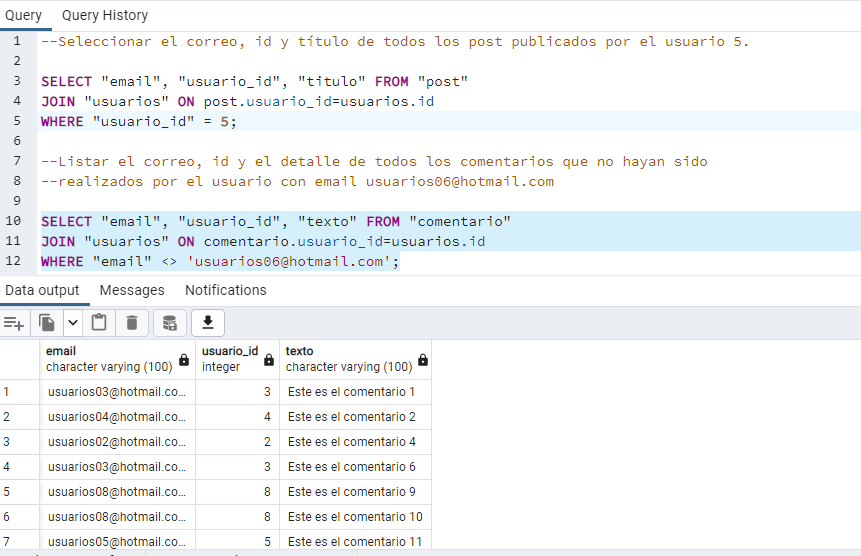 Query Query History
1 --Seleccionar el correo, id y título de todos los post publicados por el usuario 5.
2
3 SELECT "email", "usuario_id", "titulo" FROM "post"
4 JOIN "usuarios" ON post.usuario_id=usuarios.id
5 WHERE "usuario_id" = 5;
6
7 --Listar el correo, id y el detalle de todos los comentarios que no hayan sido
8 --realizados por el usuario con email usuarios06@hotmail.com
9
10 SELECT "email", "usuario_id", "texto" FROM "comentario"
11 JOIN "usuarios" ON comentario.usuario_id=usuarios.id
12 WHERE "email" <> 'usuarios06@hotmail.com';
Data output Messages Notifications
email usuario_id texto
character varying (100) integer character varying (100)
1 usuarios03@hotmail.co... 3 Este es el comentario 1
2 usuarios04@hotmail.co... 4 Este es el comentario 2
3 usuarios02@hotmail.co... 2 Este es el comentario 4
4 usuarios03@hotmail.co... 3 Este es el comentario 6
5 usuarios08@hotmail.co... 8 Este es el comentario 9
6 usuarios08@hotmail.co... 8 Este es el comentario 10
7 usuarios05@hotmail.co... 5 Este es el comentario 11